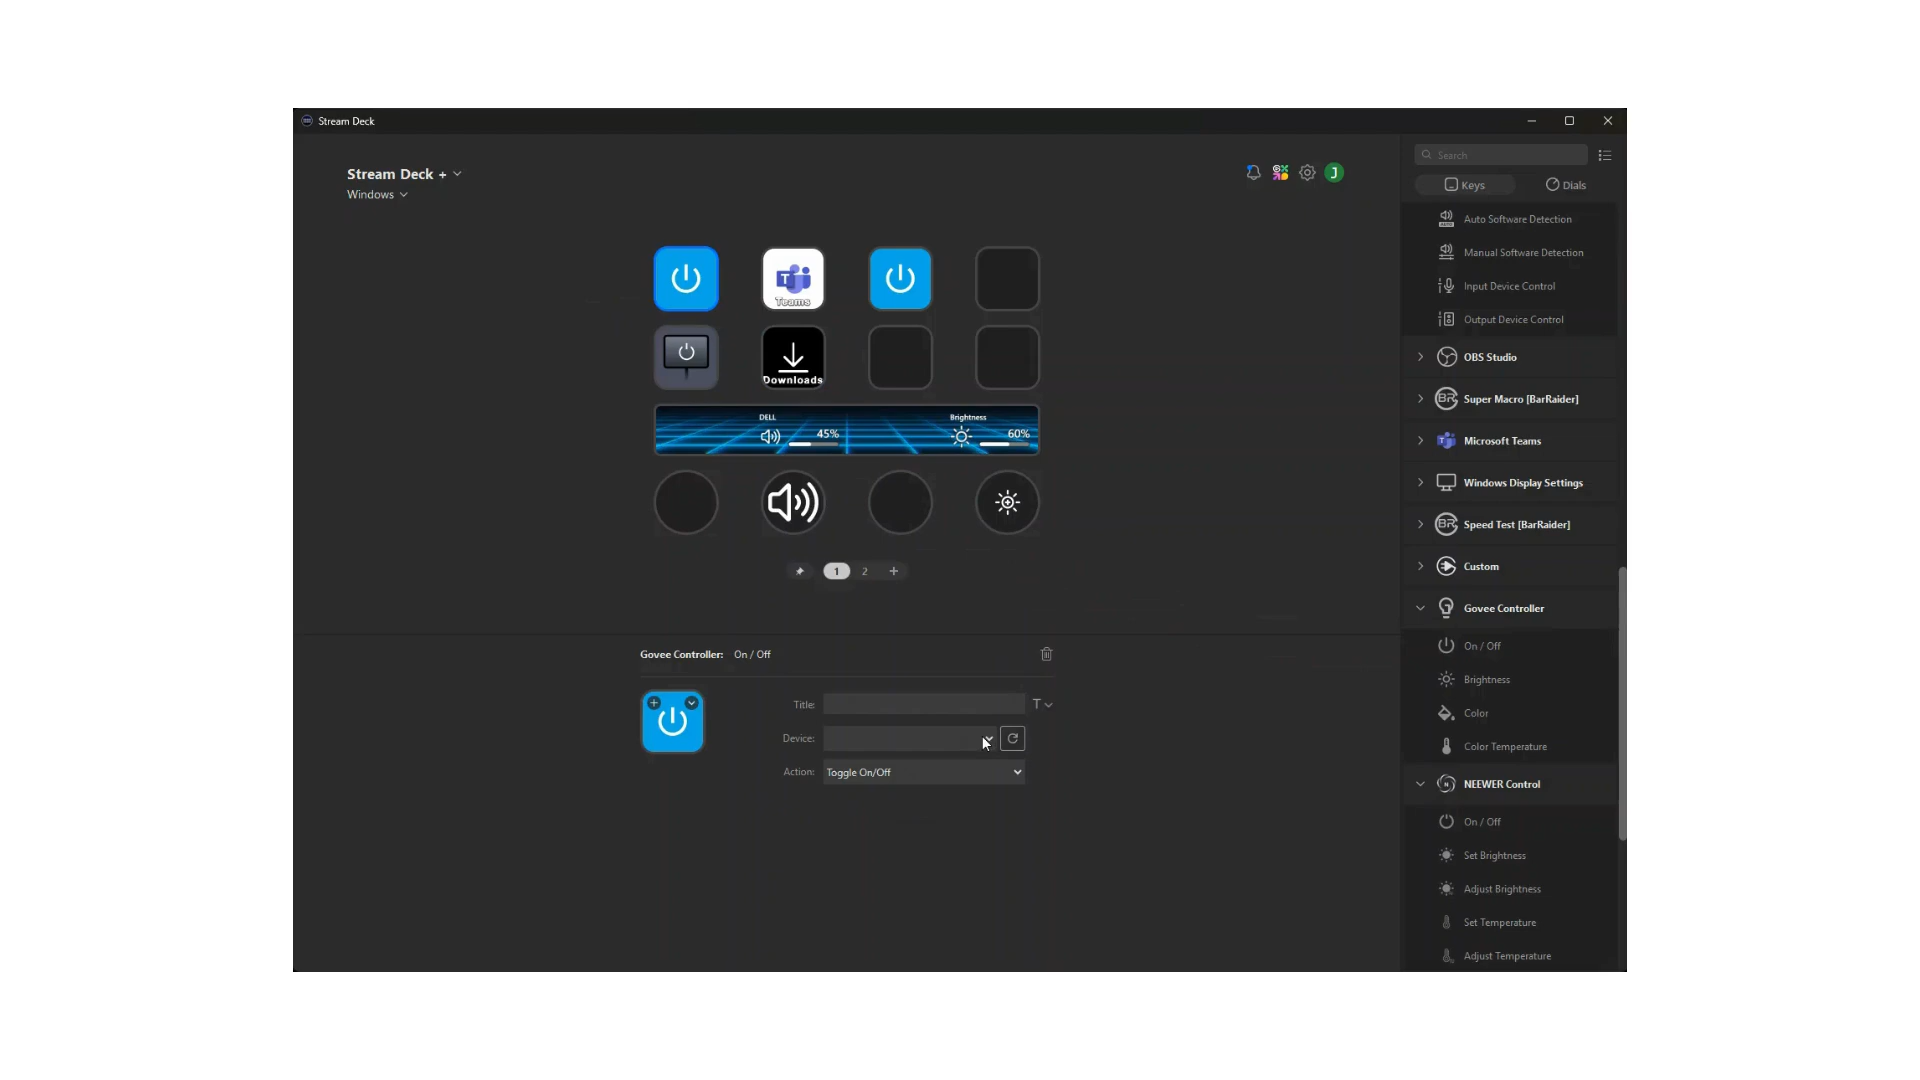 Stream Deck
Stream Deck +
Windows
J
Search
Keys
Dials
Teams
Downloads
DELL
45%
Brightness
60%
1
2
+
Govee Controller: On / Off
Title:
T
Device:
Action: Toggle On/Off
Auto Software Detection
Manual Software Detection
Input Device Control
Output Device Control
OBS Studio
Super Macro [BarRaider]
Microsoft Teams
Windows Display Settings
Speed Test [BarRaider]
Custom
Govee Controller
On / Off
Brightness
Color
Color Temperature
NEEWER Control
On / Off
Set Brightness
Adjust Brightness
Set Temperature
Adjust Temperature